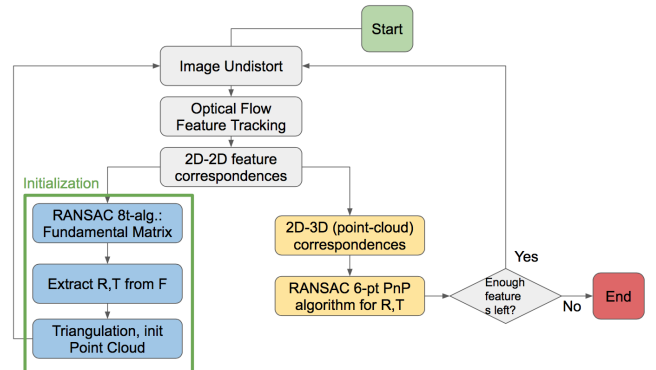 Start
Image Undistort
Optical Flow
Feature Tracking
2D-2D feature
correspondences
Initialization
RANSAC 8t-alg.:
Fundamental Matrix
Extract R,T from F
Triangulation, init
Point Cloud
2D-3D (point-cloud)
correspondences
RANSAC 6-pt PnP
algorithm for R,T
Enough
feature
s left?
Yes
No
End